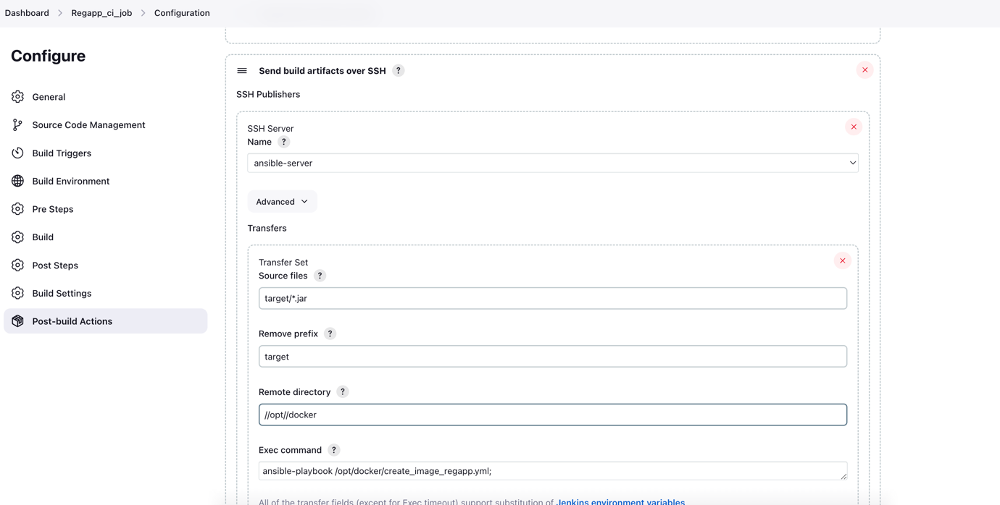 Dashboard > Regapp_ci_job > Configuration
Configure
General
Source Code Management
Build Triggers
Build Environment
Pre Steps
Build
Post Steps
Build Settings
Post-build Actions
Send build artifacts over SSH ?
SSH Publishers
SSH Server
Name ?
ansible-server
Advanced
Transfers
Transfer Set
Source files ?
target/*.jar
Remove prefix ?
target
Remote directory ?
//opt//docker
Exec command ?
ansible-playbook /opt/docker/create_image_regapp.yml;
All of the transfer fields (except for Exec timeout) support substitution of Jenkins environment variables